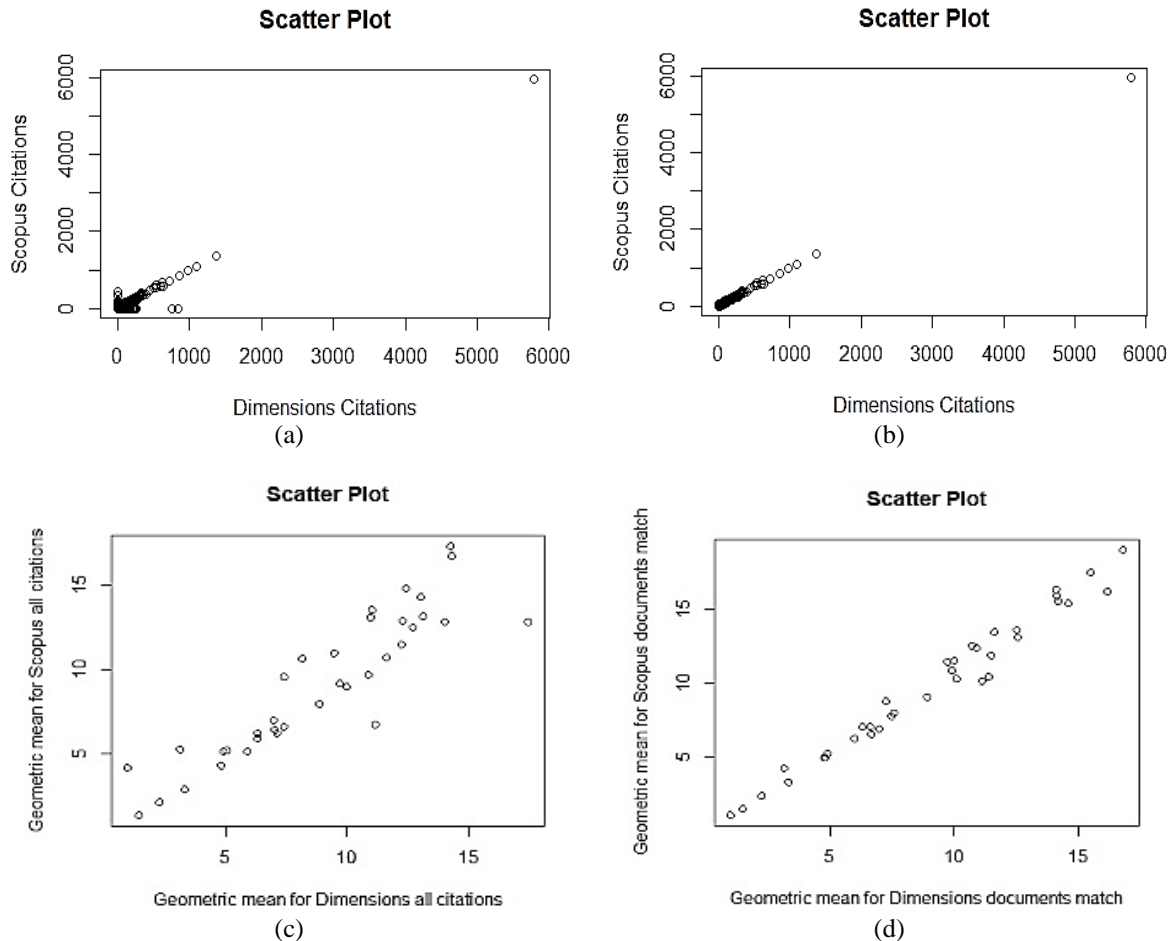 Scatter Plot
Scopus Citations
6000
4000
2000
0
0 1000 2000 3000 4000 5000 6000
Dimensions Citations
(a)
Scatter Plot
Scopus Citations
6000
4000
2000
0
0 1000 2000 3000 4000 5000 6000
Dimensions Citations
(b)
Scatter Plot
Geometric mean for Scopus all citations
15
10
5
5 10 15
Geometric mean for Dimensions all citations
(c)
Scatter Plot
Geometric mean for Scopus documents match
15
10
5
5 10 15
Geometric mean for Dimensions documents match
(d)